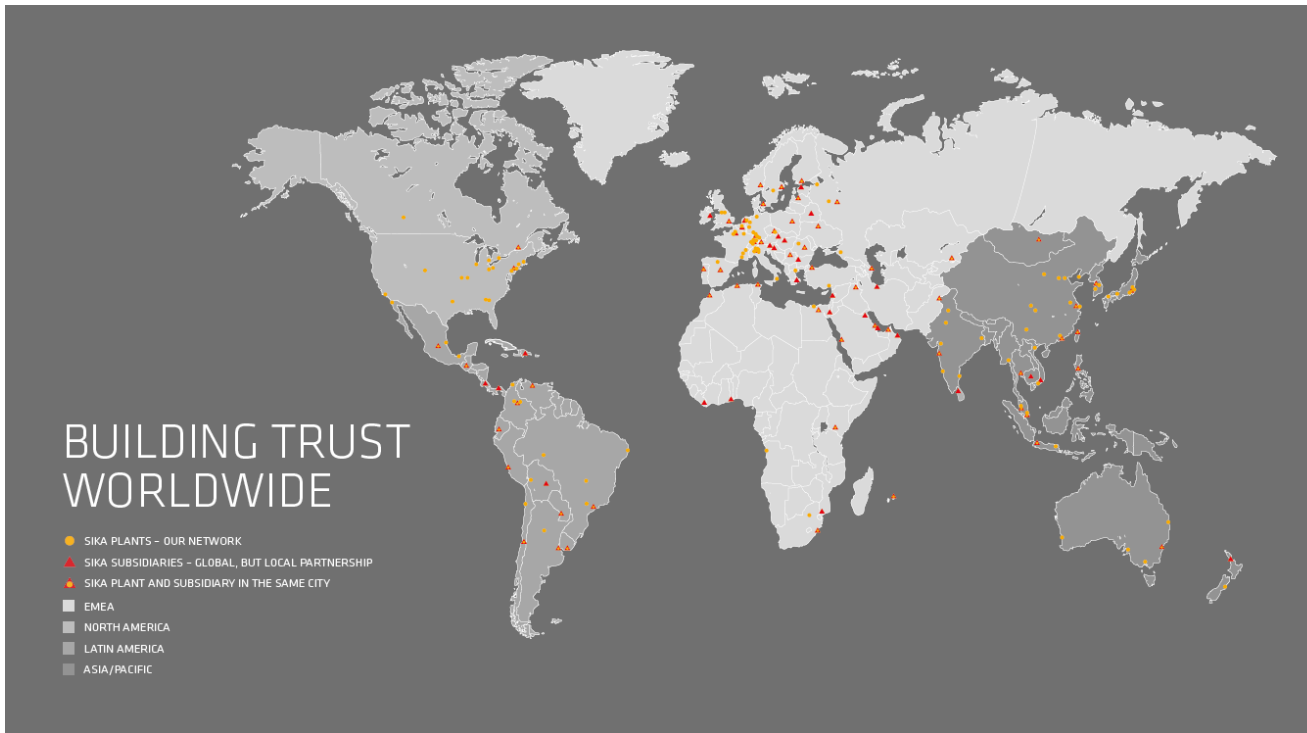 BUILDING TRUST
WORLDWIDE
SIKA PLANTS – OUR NETWORK
SIKA SUBSIDIARIES – GLOBAL, BUT LOCAL PARTNERSHIP
SIKA PLANT AND SUBSIDIARY IN THE SAME CITY
EMEA
NORTH AMERICA
LATIN AMERICA
ASIA/PACIFIC